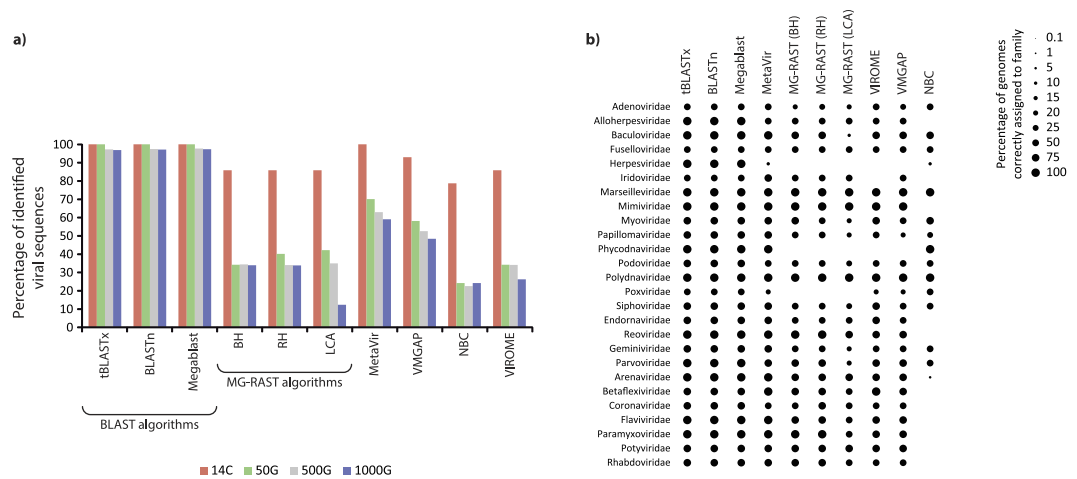 a)
Percentage of identified
viral sequences
100
90
80
70
60
50
40
30
20
10
0
tBLASTx
BLASTn
Megablast
BH
RH
LCA
MetaVir
VMGAP
NBC
VIROME
BLAST algorithms
MG-RAST algorithms
14C
50G
500G
1000G
b)
tBLASTx
BLASTn
Megablast
MetaVir
MG-RAST (BH)
MG-RAST (RH)
MG-RAST (LCA)
VIROME
VMGAP
NBC
Adenoviridae
Alloherpesviridae
Baculoviridae
Fuselloviridae
Herpesviridae
Iridoviridae
Marseilleviridae
Mimiviridae
Myoviridae
Papillomaviridae
Phycodnaviridae
Podoviridae
Polydnaviridae
Poxviridae
Siphoviridae
Endornaviridae
Reoviridae
Geminiviridae
Parvoviridae
Arenaviridae
Betaflexiviridae
Coronaviridae
Flaviviridae
Paramyxoviridae
Potyviridae
Rhabdoviridae
Percentage of genomes
correctly assigned to family
0.1
1
5
10
15
20
25
50
75
100